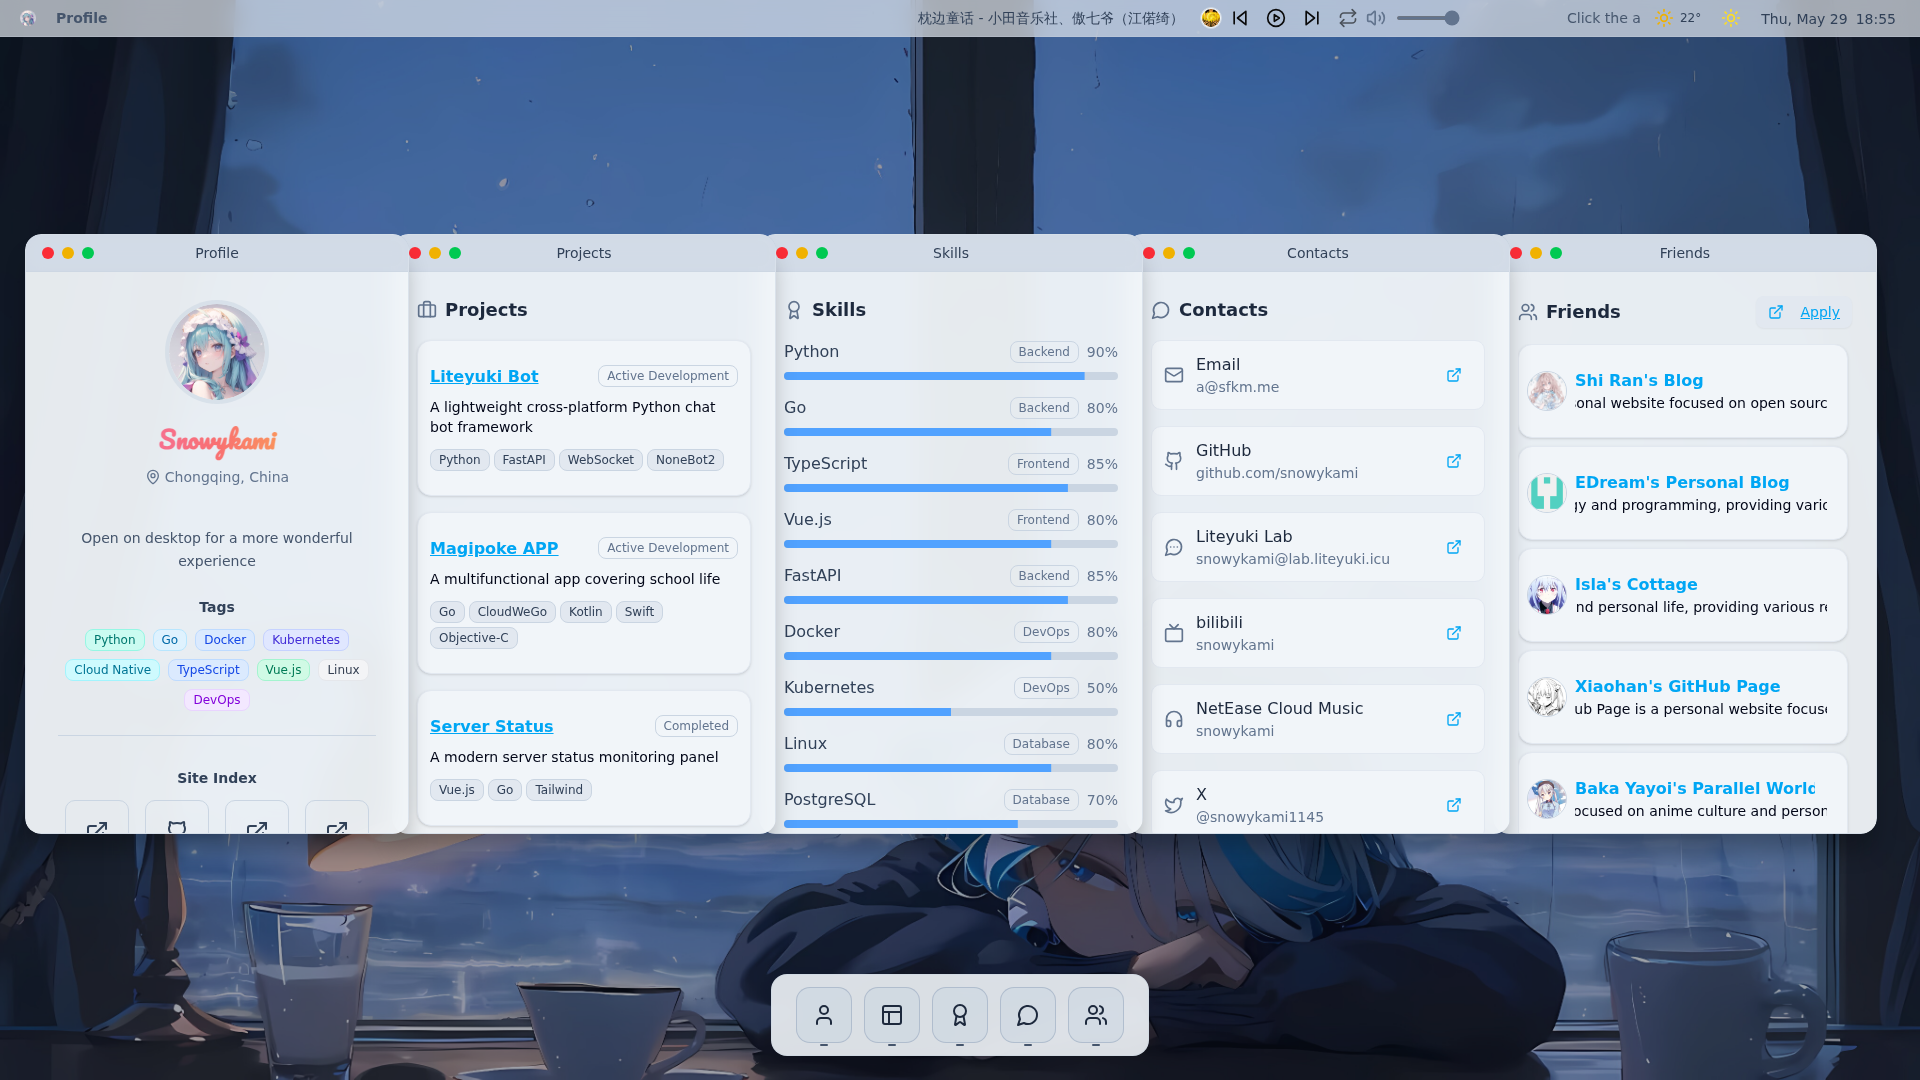 Profile
枕边童话 - 小田音乐社、傲七爷（江偌绮）
Click the a
22°
Thu, May 29 18:55
Profile
Snowykami
Chongqing, China
Open on desktop for a more wonderful
experience
Tags
Python Go Docker Kubernetes
Cloud Native TypeScript Vue.js Linux
DevOps
Site Index
Projects
Projects
Liteyuki Bot Active Development
A lightweight cross-platform Python chat
bot framework
Python FastAPI WebSocket NoneBot2
Magipoke APP Active Development
A multifunctional app covering school life
Go CloudWeGo Kotlin Swift
Objective-C
Server Status Completed
A modern server status monitoring panel
Vue.js Go Tailwind
Skills
Skills
Python Backend 90%
Go Backend 80%
TypeScript Frontend 85%
Vue.js Frontend 80%
FastAPI Backend 85%
Docker DevOps 80%
Kubernetes DevOps 50%
Linux Database 80%
PostgreSQL Database 70%
Contacts
Contacts
Email
a@sfkm.me
GitHub
github.com/snowykami
Liteyuki Lab
snowykami@lab.liteyuki.icu
bilibili
snowykami
NetEase Cloud Music
snowykami
X
@snowykami1145
Friends
Friends Apply
Shi Ran's Blog
sonal website focused on open sourc
EDream's Personal Blog
gy and programming, providing vario
Isla's Cottage
nd personal life, providing various re
Xiaohan's GitHub Page
ub Page is a personal website focuse
Baka Yayoi's Parallel World
ocused on anime culture and person